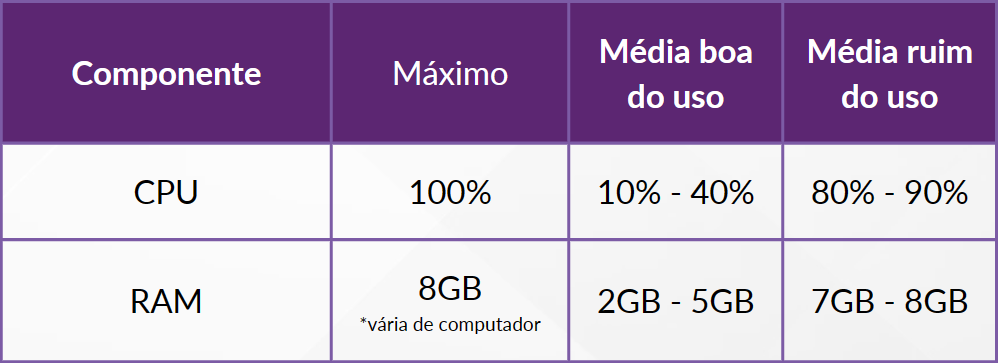 Componente
Máximo
Média boa
do uso
Média ruim
do uso
CPU
100%
10% - 40%
80% - 90%
RAM
8GB
*vária de computador
2GB - 5GB
7GB - 8GB